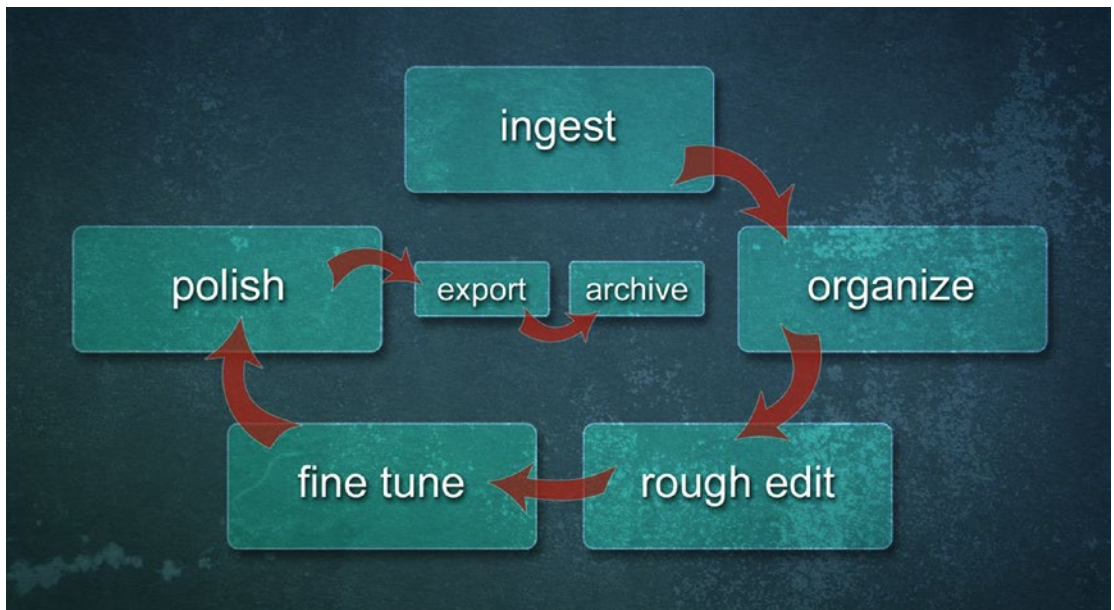 ingest
organize
rough edit
fine tune
polish
export
archive